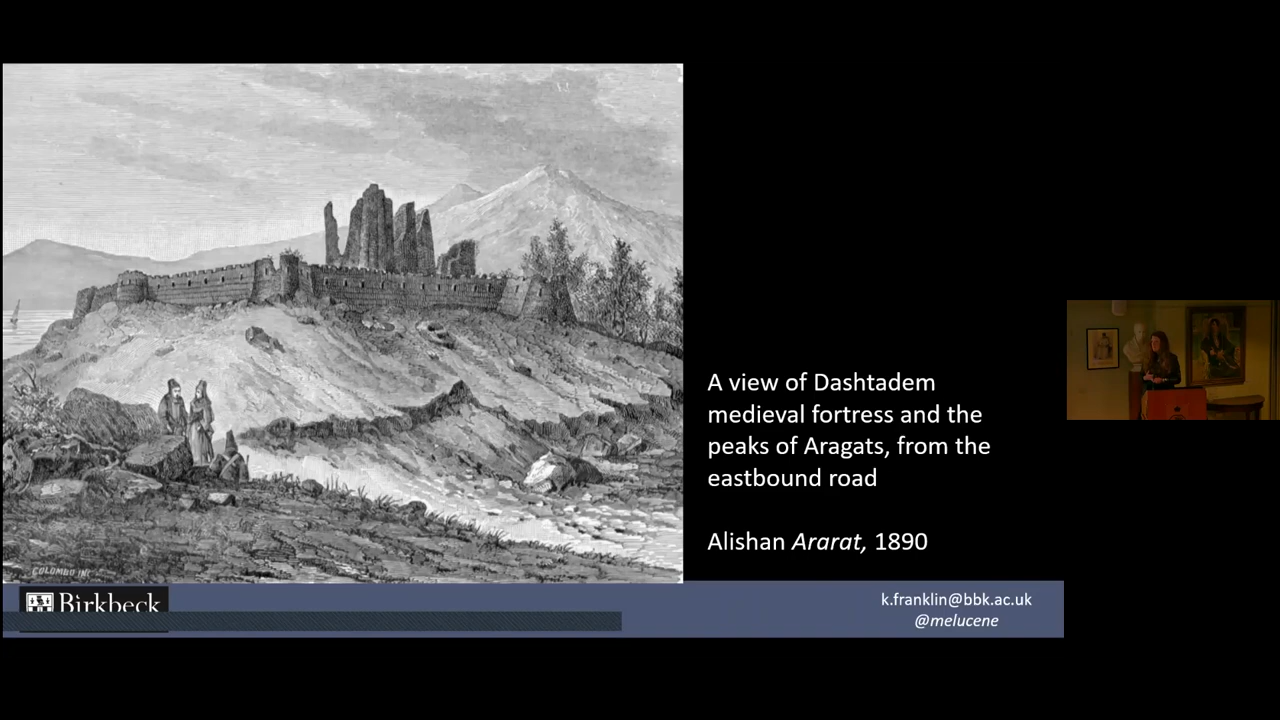 A view of Dashtadem
medieval fortress and the
peaks of Aragats, from the
eastbound road
Alishan Ararat, 1890
COLOMBO
Birkbeck
k.franklin@bbk.ac.uk
@melucene